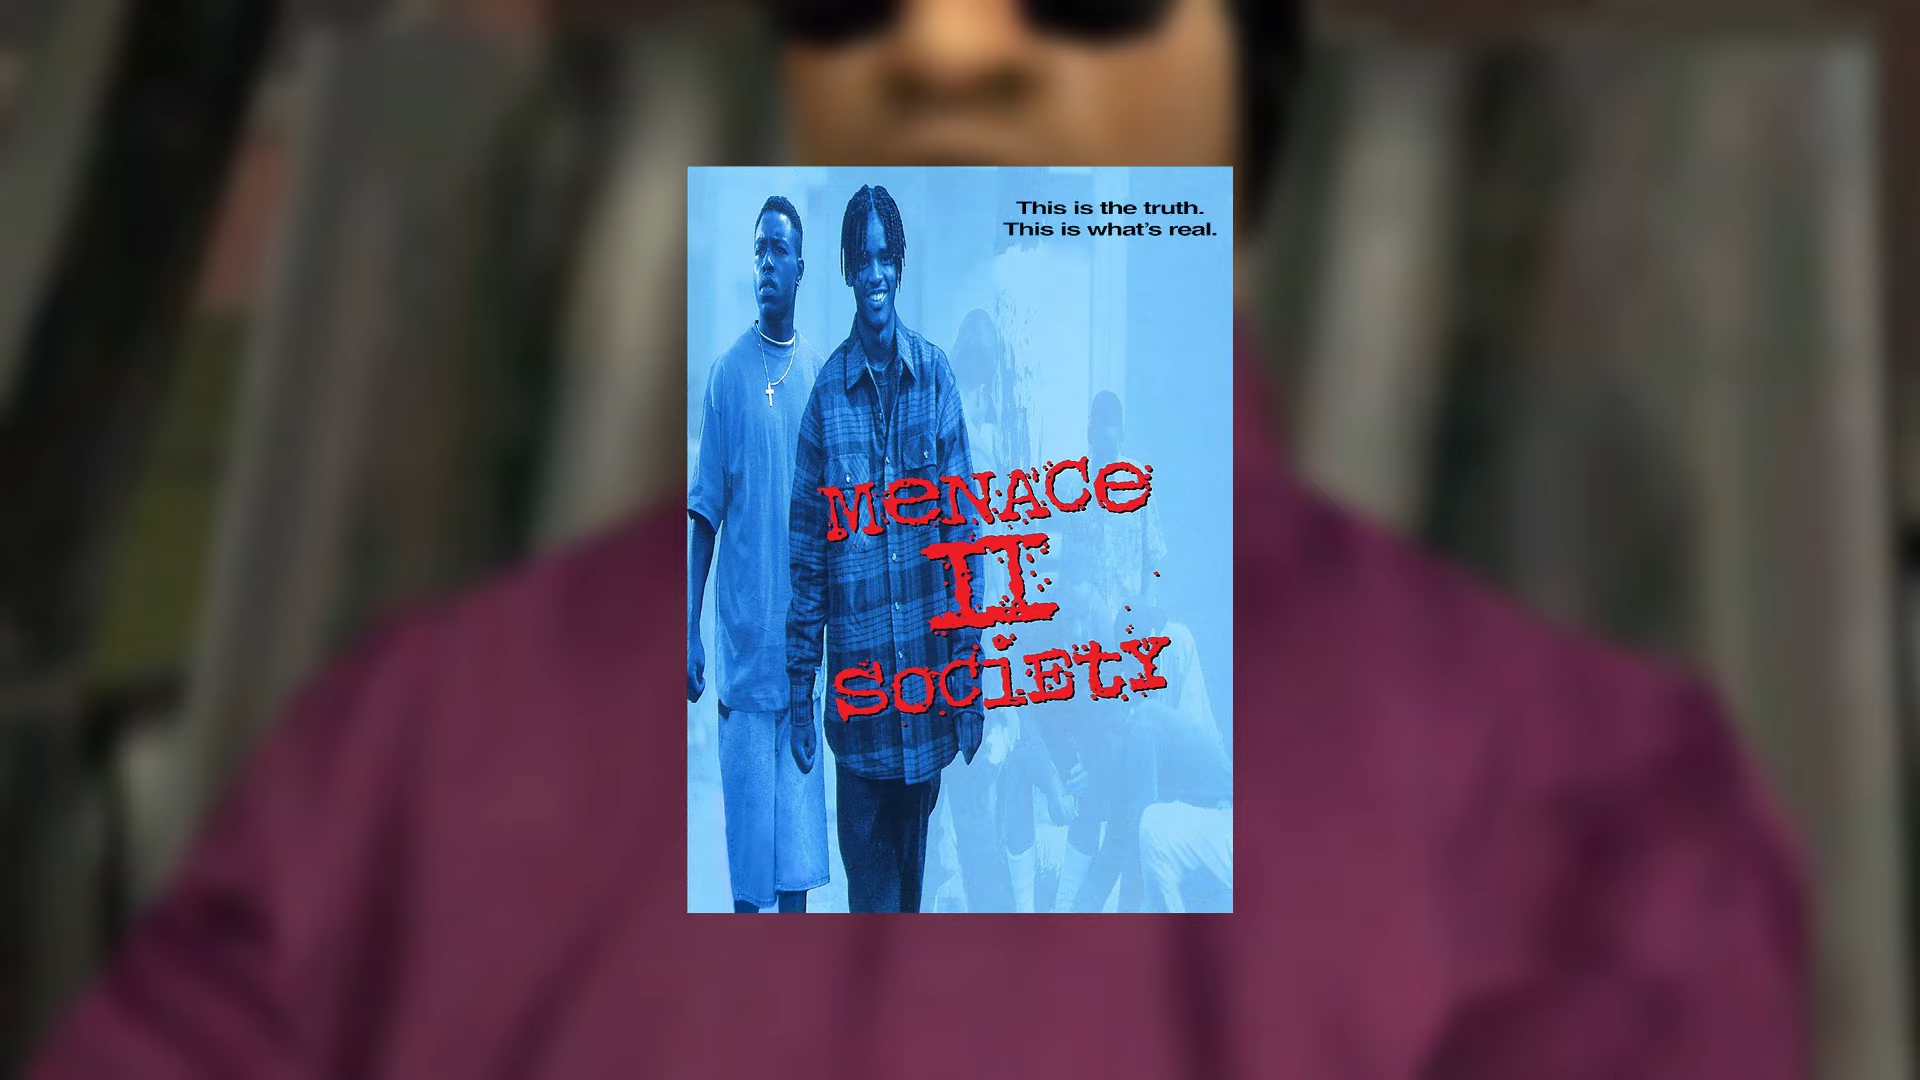 This is the truth.
This is what's real.
MeNACe
II
SOCiEtY